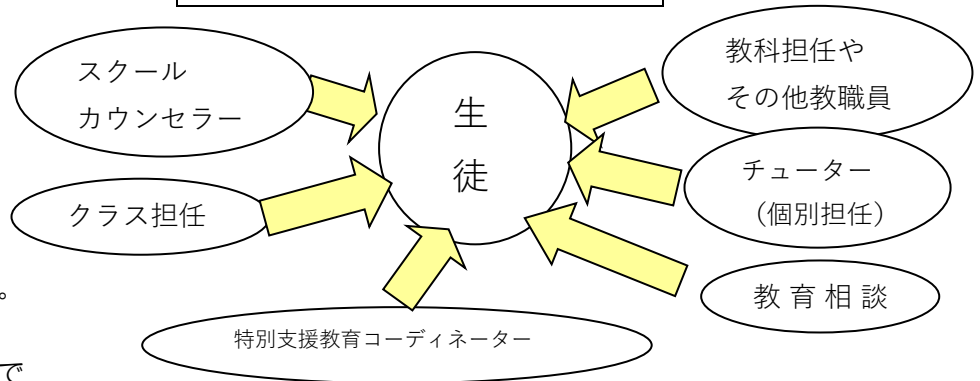 スクール
カウンセラー
クラス担任
生
徒
教科担任や
その他教職員
チューター
（個別担任）
教 育 相 談
特別支援教育コーディネーター
。
で